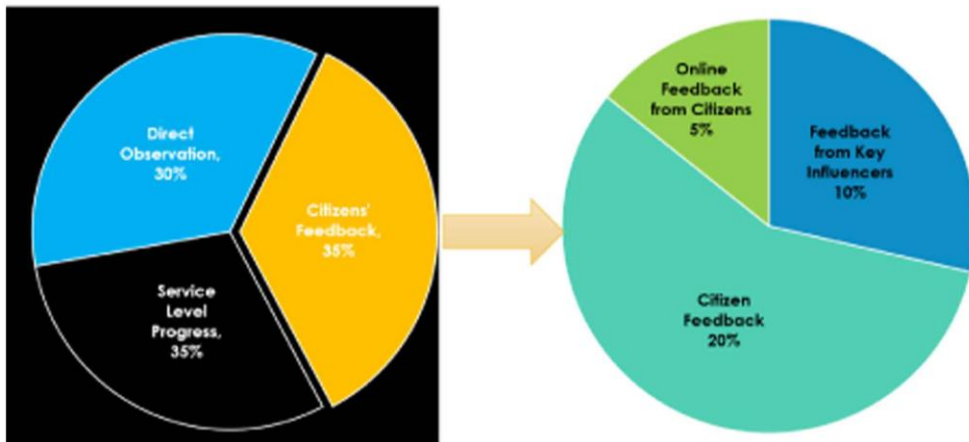 Direct
Observation,
30%
Citizens'
Feedback,
35%
Service
Level
Progress,
35%
Online
Feedback
from Citizens
5%
Feedback
from Key
Influencers
10%
Citizen
Feedback
20%